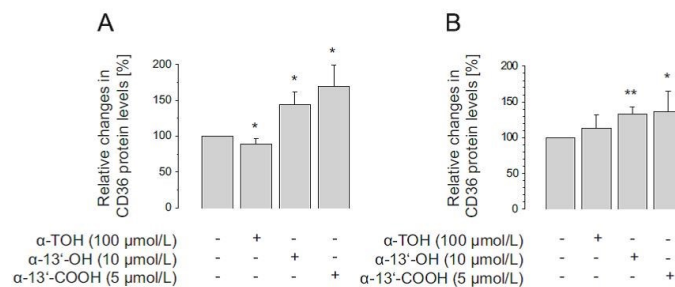 A
Relative changes in
CD36 protein levels [%]
200
150
100
50
0
*
*
*
α-TOH (100 µmol/L) - + - -
α-13‘-OH (10 µmol/L) - - + -
α-13‘-COOH (5 µmol/L) - - - +
B
Relative changes in
CD36 protein levels [%]
200
150
100
50
0
**
*
α-TOH (100 µmol/L) - + - -
α-13‘-OH (10 µmol/L) - - + -
α-13‘-COOH (5 µmol/L) - - - +